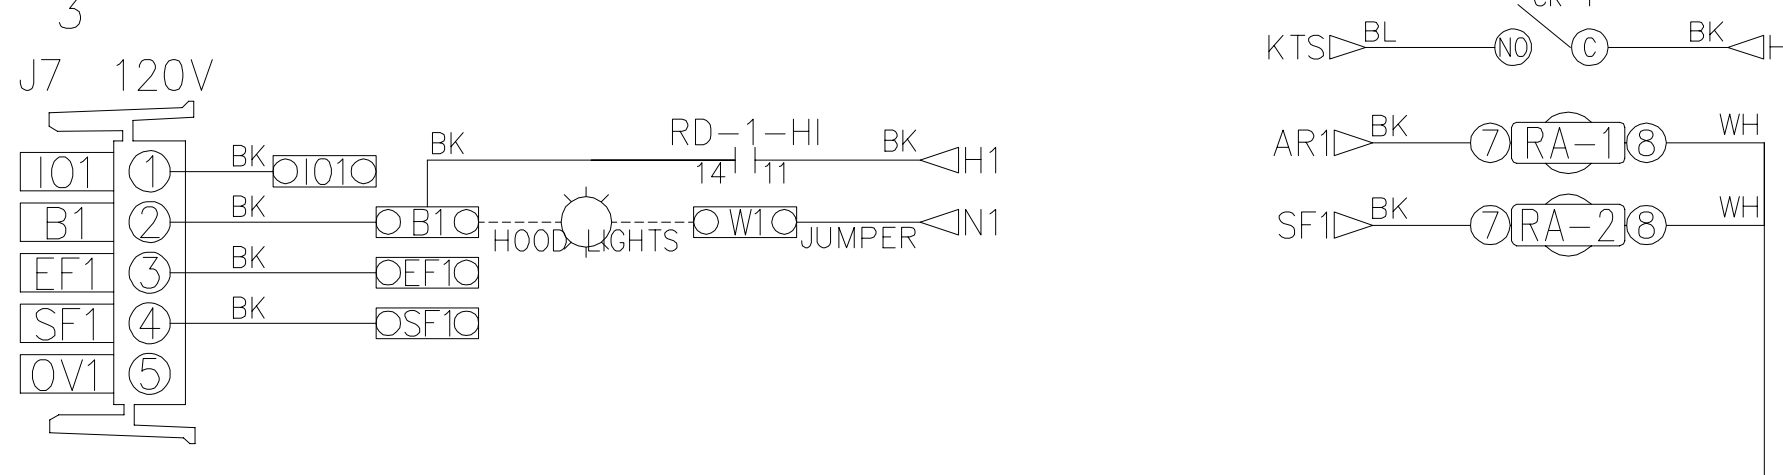 3
J7 120V
IO1 1 BK IO1
B1 2 BK B1 HOOD LIGHTS W1 JUMPER N1
BK RD-1-HI 14 11 BK H1
EF1 3 BK EF1
SF1 4 BK SF1
OV1 5
KTS BL NO C BK
AR1 BK 7 RA-1 8 WH
SF1 BK 7 RA-2 8 WH